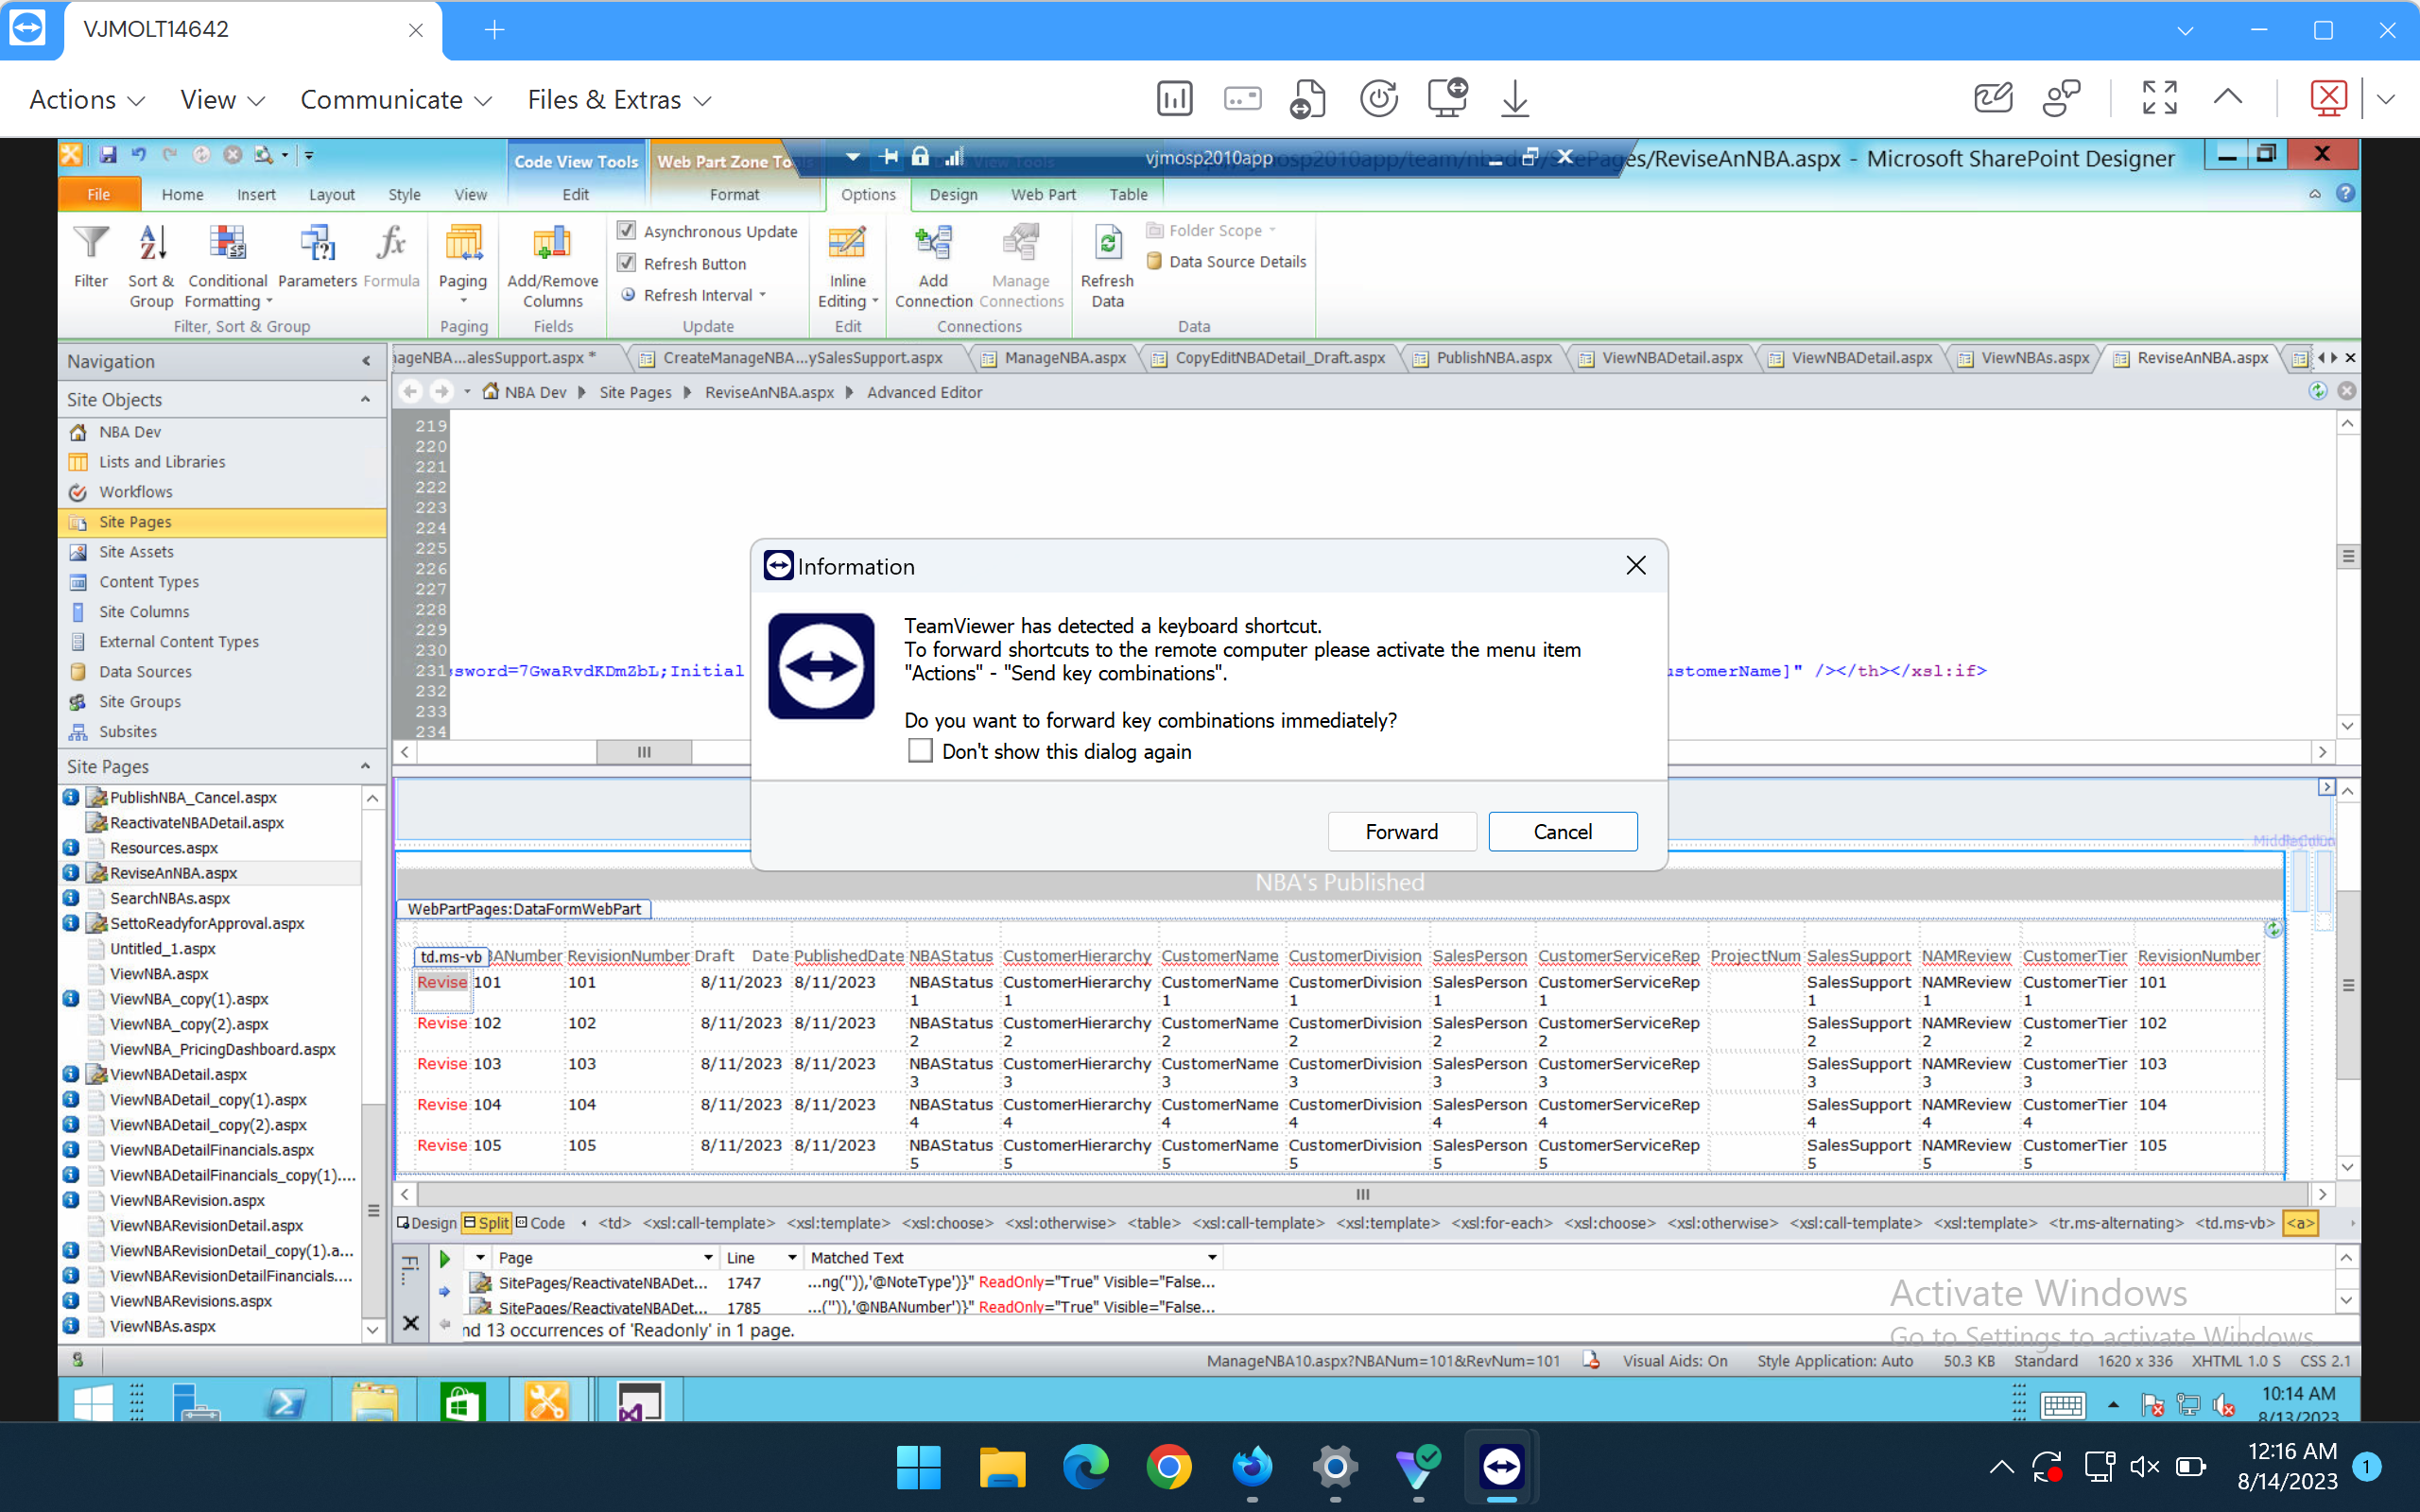 VJMOLT14642
Actions View Communicate Files & Extras
Code View Tools Web Part Zone To vjmosp2010app es/ReviseAnNBA.aspx - Microsoft SharePoint Designer
File Home Insert Layout Style View Edit Format Options Design Web Part Table
Filter Sort & Group Conditional Formatting Parameters Formula Paging Add/Remove Columns
Asynchronous Update
Refresh Button
Refresh Interval
Inline Editing Add Connection Manage Connections Refresh Data
Folder Scope
Data Source Details
Filter, Sort & Group Paging Fields Update Edit Connections Data
Navigation
Site Objects
NBA Dev
Lists and Libraries
Workflows
Site Pages
Site Assets
Content Types
Site Columns
External Content Types
Data Sources
Site Groups
Subsites
Site Pages
PublishNBA_Cancel.aspx
ReactivateNBADetail.aspx
Resources.aspx
ReviseAnNBA.aspx
SearchNBAs.aspx
SettoReadyforApproval.aspx
Untitled_1.aspx
ViewNBA.aspx
ViewNBA_copy(1).aspx
ViewNBA_copy(2).aspx
ViewNBA_PricingDashboard.aspx
ViewNBADetail.aspx
ViewNBADetail_copy(1).aspx
ViewNBADetail_copy(2).aspx
ViewNBADetailFinancials.aspx
ViewNBADetailFinancials_copy(1)....
ViewNBARevision.aspx
ViewNBARevisionDetail.aspx
ViewNBARevisionDetail_copy(1).a...
ViewNBARevisionDetailFinancials....
ViewNBARevisions.aspx
ViewNBAs.aspx
ageNBA...alesSupport.aspx * CreateManageNBA...ySalesSupport.aspx ManageNBA.aspx CopyEditNBADetail_Draft.aspx PublishNBA.aspx ViewNBADetail.aspx ViewNBADetail.aspx ViewNBAs.aspx ReviseAnNBA.aspx
NBA Dev Site Pages ReviseAnNBA.aspx Advanced Editor
219
220
221
222
223
224
225
226
227
228
229
230
231 sword=7GwaRvdKDmZbL;Initial stomerName]" /></th></xsl:if>
232
233
234
Information
TeamViewer has detected a keyboard shortcut.
To forward shortcuts to the remote computer please activate the menu item
"Actions" - "Send key combinations".
Do you want to forward key combinations immediately?
Don't show this dialog again
Forward Cancel
NBA's Published
WebPartPages:DataFormWebPart
td.ms-vb BANumber RevisionNumber Draft Date PublishedDate NBAStatus CustomerHierarchy CustomerName CustomerDivision SalesPerson CustomerServiceRep ProjectNum SalesSupport NAMReview CustomerTier RevisionNumber
Revise 101 101 8/11/2023 8/11/2023 NBAStatus CustomerHierarchy CustomerName CustomerDivision SalesPerson CustomerServiceRep SalesSupport NAMReview CustomerTier 101
1 1 1 1 1 1 1 1 1
Revise 102 102 8/11/2023 8/11/2023 NBAStatus CustomerHierarchy CustomerName CustomerDivision SalesPerson CustomerServiceRep SalesSupport NAMReview CustomerTier 102
2 2 2 2 2 2 2 2 2
Revise 103 103 8/11/2023 8/11/2023 NBAStatus CustomerHierarchy CustomerName CustomerDivision SalesPerson CustomerServiceRep SalesSupport NAMReview CustomerTier 103
3 3 3 3 3 3 3 3 3
Revise 104 104 8/11/2023 8/11/2023 NBAStatus CustomerHierarchy CustomerName CustomerDivision SalesPerson CustomerServiceRep SalesSupport NAMReview CustomerTier 104
4 4 4 4 4 4 4 4 4
Revise 105 105 8/11/2023 8/11/2023 NBAStatus CustomerHierarchy CustomerName CustomerDivision SalesPerson CustomerServiceRep SalesSupport NAMReview CustomerTier 105
5 5 5 5 5 5 5 5 5
Design Split Code <td> <xsl:call-template> <xsl:template> <xsl:choose> <xsl:otherwise> <table> <xsl:call-template> <xsl:template> <xsl:for-each> <xsl:choose> <xsl:otherwise> <xsl:call-template> <xsl:template> <tr.ms-alternating> <td.ms-vb> <a>
Page Line Matched Text
SitePages/ReactivateNBADet... 1747 ...ng('')),'@NoteType')}" ReadOnly="True" Visible="False...
SitePages/ReactivateNBADet... 1785 ...('')),'@NBANumber')}" ReadOnly="True" Visible="False...
nd 13 occurrences of 'Readonly' in 1 page.
Activate Windows
Go to Settings to activate Windows.
ManageNBA10.aspx?NBANum=101&RevNum=101 Visual Aids: On Style Application: Auto 50.3 KB Standard 1620 x 336 XHTML 1.0 S CSS 2.1
10:14 AM
8/13/2023
12:16 AM
8/14/2023
1